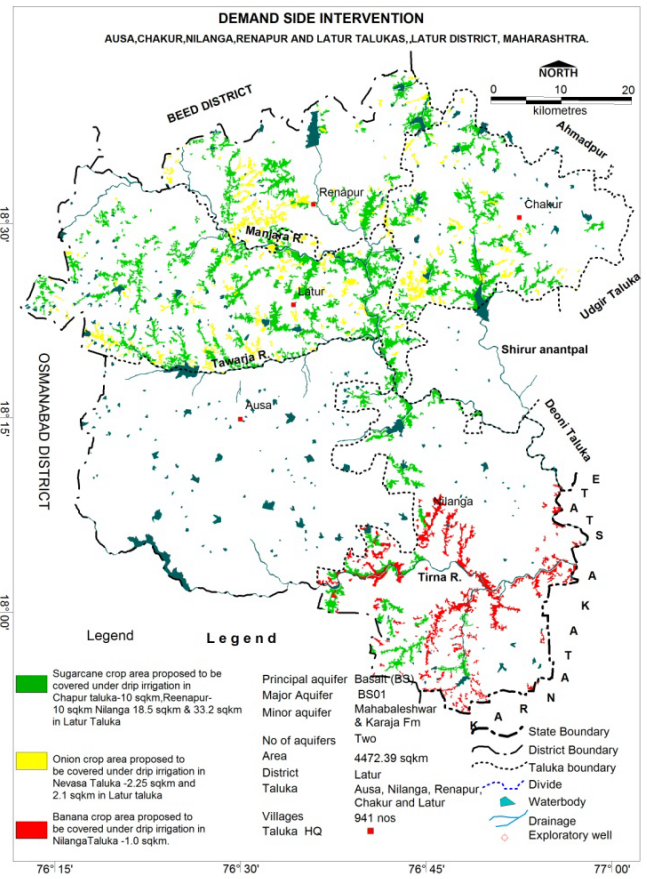 DEMAND SIDE INTERVENTION
AUSA,CHAKUR,NILANGA,RENAPUR AND LATUR TALUKAS,,LATUR DISTRICT, MAHARASHTRA.
NORTH
0 10 20
kilometres
BEED DISTRICT
Ahmadpur
Renapur
Chakur
18° 30'
Manjara R.
Latur
Udgir Taluka
Tawarja R.
Shirur anantpal
OSMANABAD DISTRICT
Ausa
18° 15'
Deoni Taluka
Nilanga
Tirna R.
18° 00'
KARNATAKA STATE
Legend
Legend
Sugarcane crop area proposed to be
covered under drip irrigation in
Chapur taluka-10 sqkm,Reenapur-
10 sqkm Nilanga 18.5 sqkm & 33.2 sqkm
in Latur Taluka
Onion crop area proposed to
be covered under drip irrigation in
Nevasa Taluka -2.25 sqkm and
2.1 sqkm in Latur taluka
Banana crop area proposed to
be covered under drip irrigation in
NilangaTaluka -1.0 sqkm.
Principal aquifer Basalt (BS)
Major Aquifer BS01
Minor aquifer Mahabaleshwar
& Karaja Fm
No of aquifers Two
Area 4472.39 sqkm
District Latur
Taluka Ausa, Nilanga, Renapur,
Chakur and Latur
Villages 941 nos
Taluka HQ
State Boundary
District Boundary
Taluka boundary
Divide
Waterbody
Drainage
Exploratory well
76° 15' 76° 30' 76° 45' 77° 00'